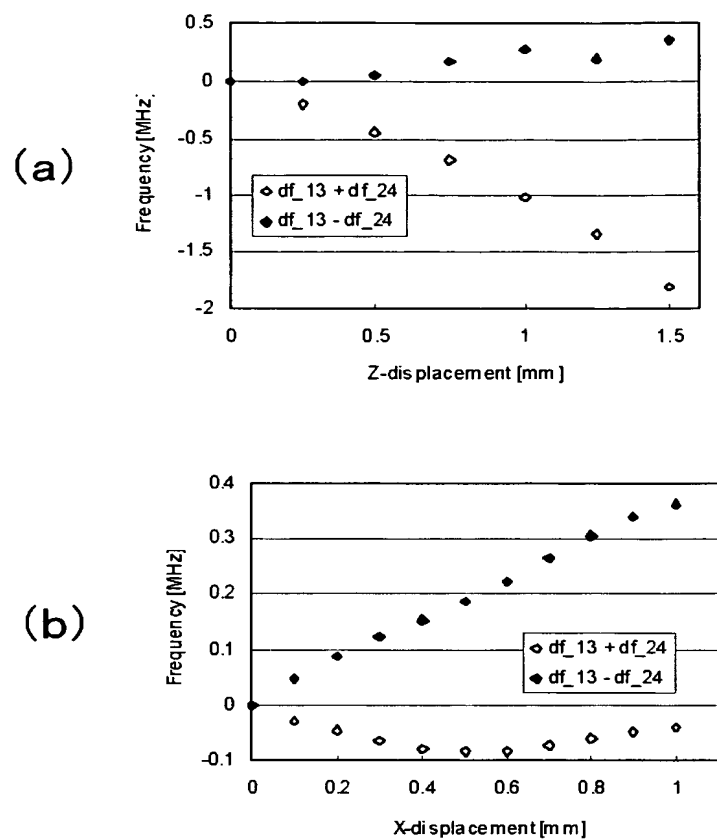 (a)
Frequency [MHz]
0.5
0
-0.5
-1
-1.5
-2
df_13 + df_24
df_13 - df_24
0
0.5
1
1.5
Z-displacement [mm]
(b)
Frequency [MHz]
0.4
0.3
0.2
0.1
0
-0.1
df_13 + df_24
df_13 - df_24
0
0.2
0.4
0.6
0.8
1
X-displacement [mm]